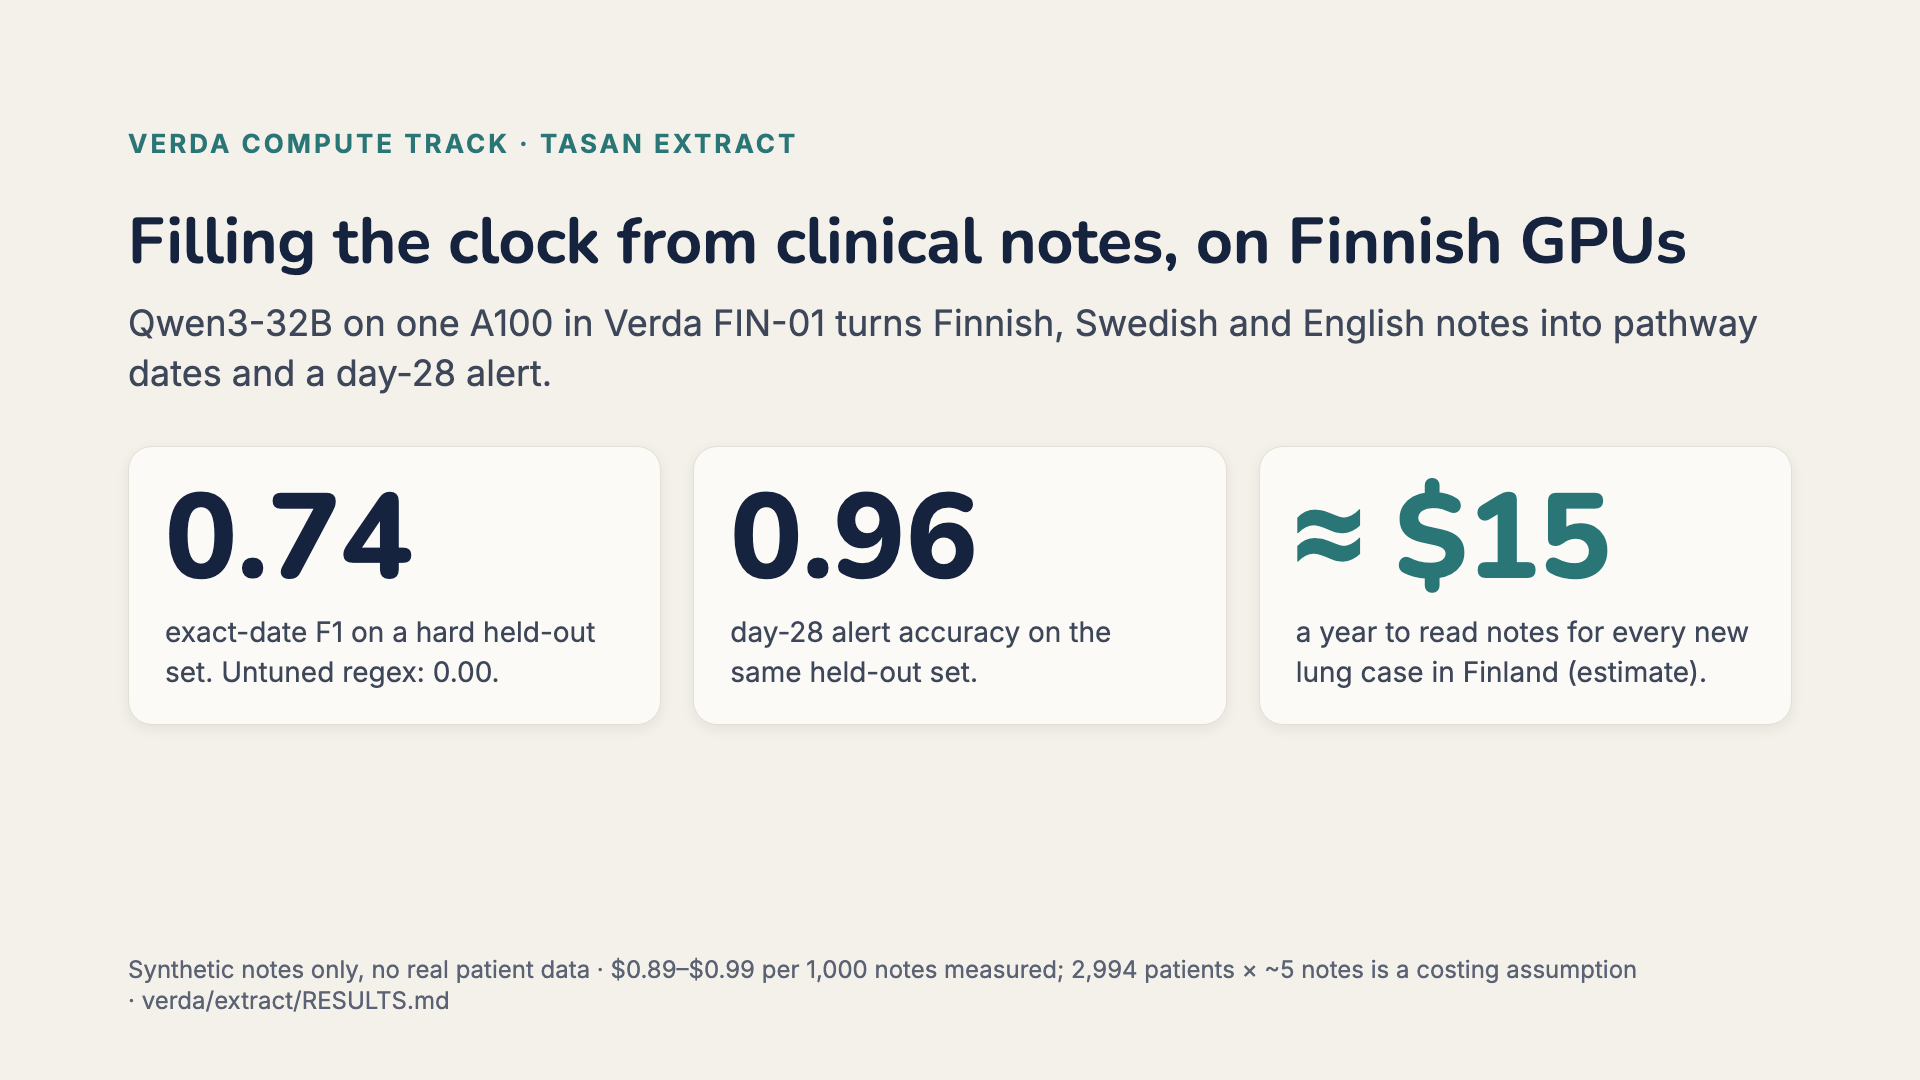 VERDA COMPUTE TRACK · TASAN EXTRACT
Filling the clock from clinical notes, on Finnish GPUs
Qwen3-32B on one A100 in Verda FIN-01 turns Finnish, Swedish and English notes into pathway
dates and a day-28 alert.
0.74
exact-date F1 on a hard held-out
set. Untuned regex: 0.00.
0.96
day-28 alert accuracy on the
same held-out set.
≈ $15
a year to read notes for every new
lung case in Finland (estimate).
Synthetic notes only, no real patient data · $0.89–$0.99 per 1,000 notes measured; 2,994 patients × ~5 notes is a costing assumption
· verda/extract/RESULTS.md